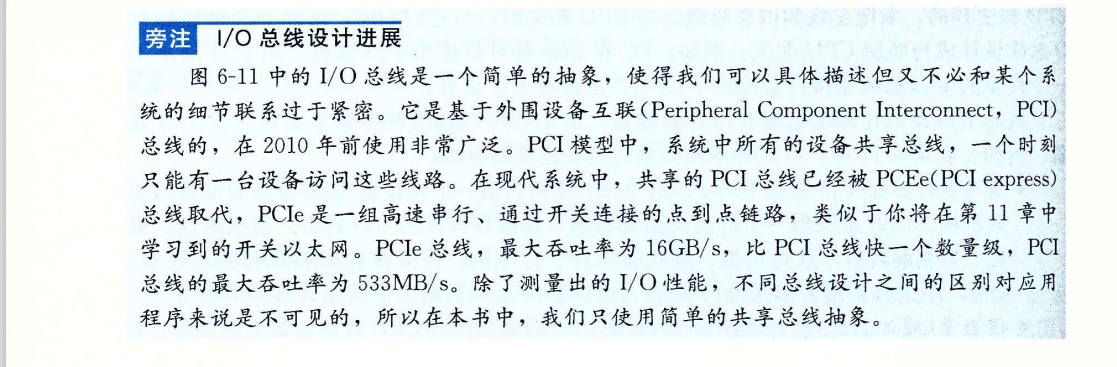 旁注 I/O 总线设计进展
图 6-11 中的 I/O 总线是一个简单的抽象，使得我们可以具体描述但又不必和某个系
统的细节联系过于紧密。它是基于外围设备互联(Peripheral Component Interconnect，PCI)
总线的，在 2010 年前使用非常广泛。PCI 模型中，系统中所有的设备共享总线，一个时刻
只能有一台设备访问这些线路。在现代系统中，共享的 PCI 总线已经被 PCEe(PCI express)
总线取代，PCIe 是一组高速串行、通过开关连接的点到点链路，类似于你将在第 11 章中
学习到的开关以太网。PCIe 总线，最大吞吐率为 16GB/s，比 PCI 总线快一个数量级，PCI
总线的最大吞吐率为 533MB/s。除了测量出的 I/O 性能，不同总线设计之间的区别对应用
程序来说是不可见的，所以在本书中，我们只使用简单的共享总线抽象。